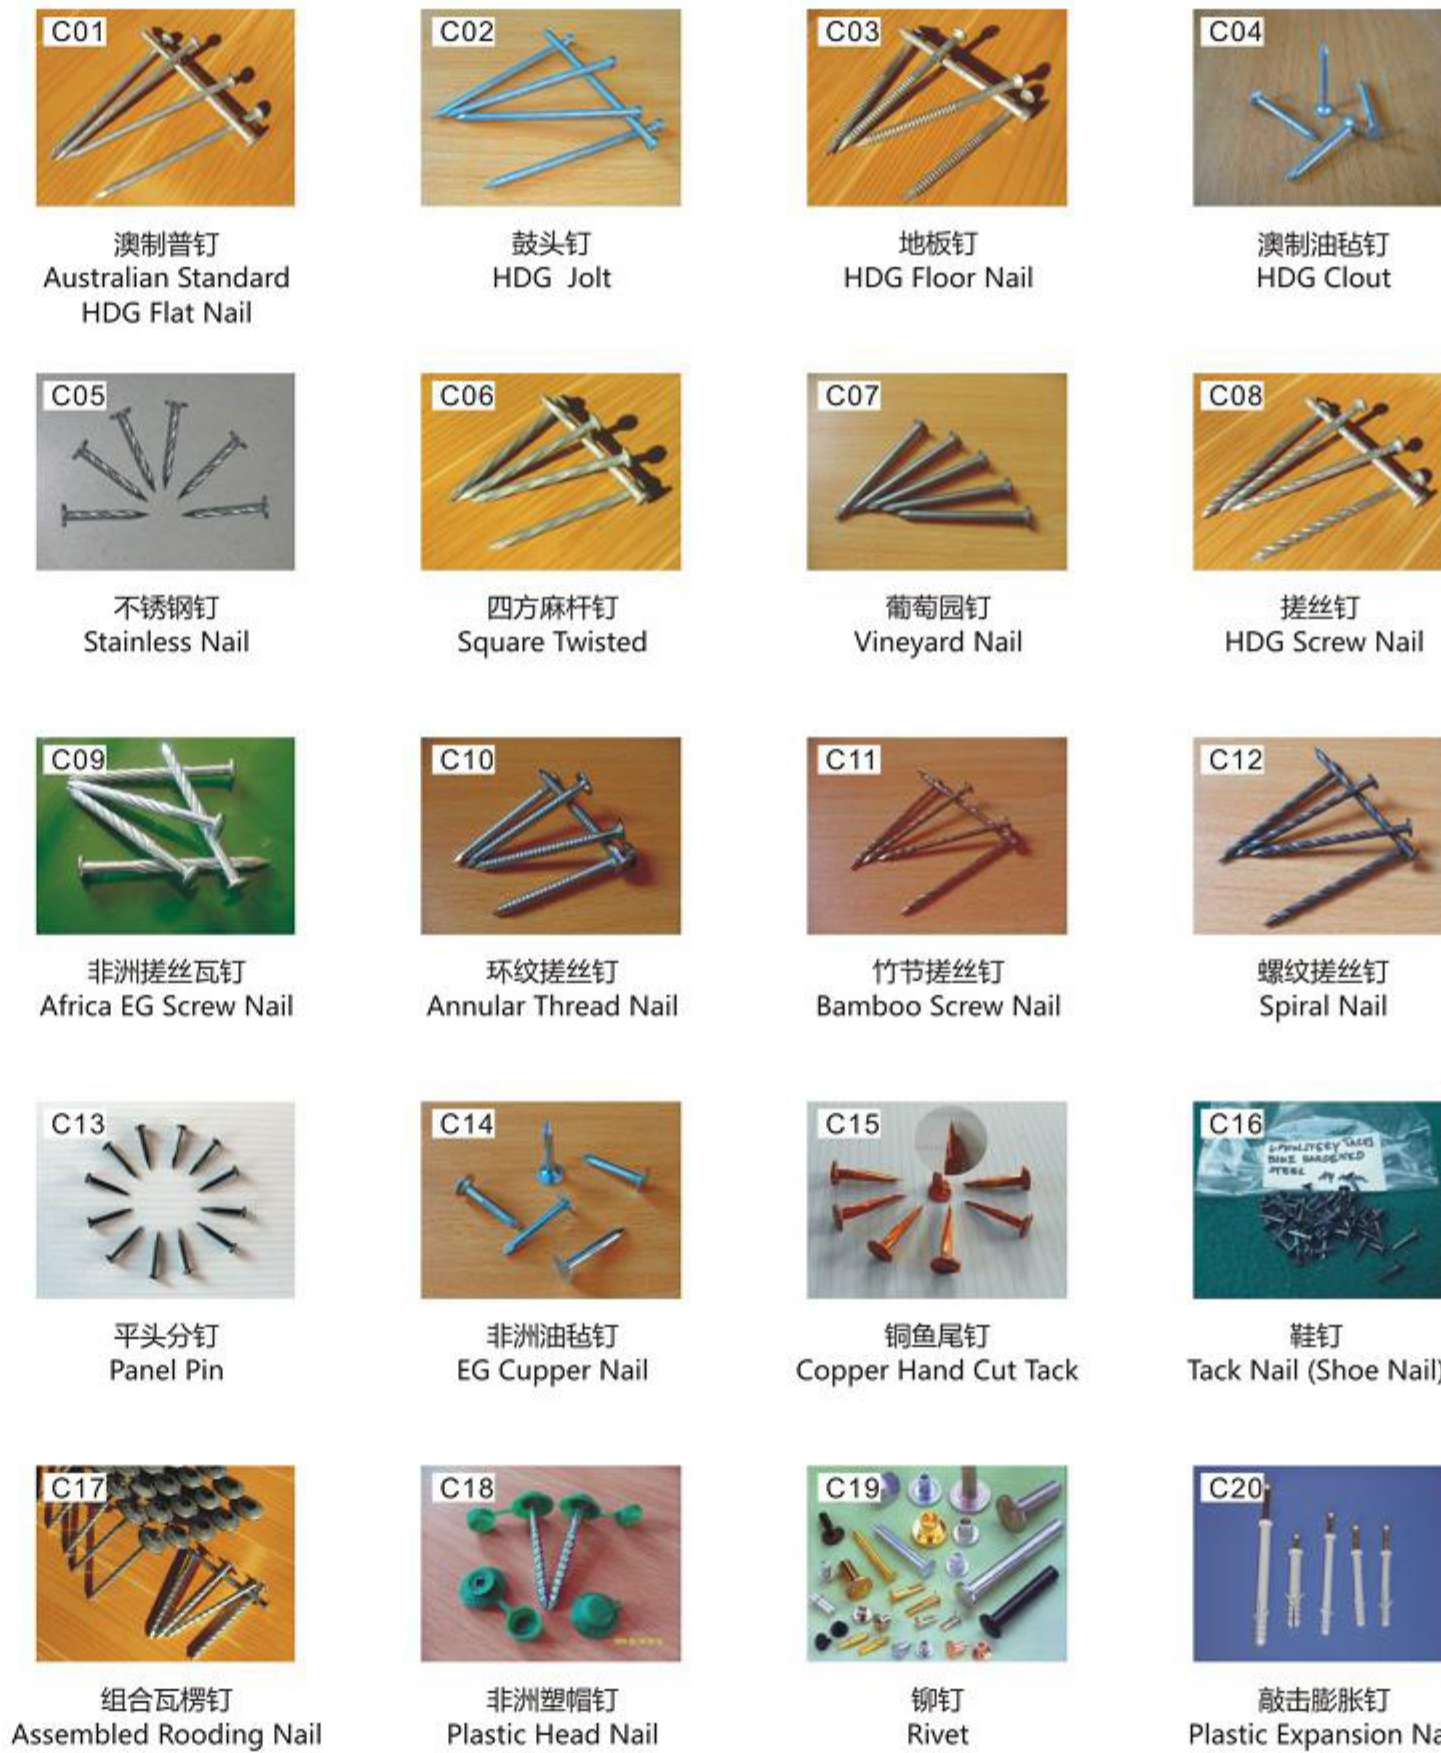 C01
C02
C03
C04
澳制普钉
Australian Standard
HDG Flat Nail
鼓头钉
HDG Jolt
地板钉
HDG Floor Nail
澳制油毡钉
HDG Clout
C05
C06
C07
C08
不锈钢钉
Stainless Nail
四方麻杆钉
Square Twisted
葡萄园钉
Vineyard Nail
搓丝钉
HDG Screw Nail
C09
C10
C11
C12
非洲搓丝瓦钉
Africa EG Screw Nail
环纹搓丝钉
Annular Thread Nail
竹节搓丝钉
Bamboo Screw Nail
螺纹搓丝钉
Spiral Nail
C13
C14
C15
C16
UPHOLSTERY TACKS
HARDENED
STEEL
平头分钉
Panel Pin
非洲油毡钉
EG Cupper Nail
铜鱼尾钉
Copper Hand Cut Tack
鞋钉
Tack Nail (Shoe Nail)
C17
C18
C19
C20
组合瓦楞钉
Assembled Rooding Nail
非洲塑帽钉
Plastic Head Nail
铆钉
Rivet
敲击膨胀钉
Plastic Expansion Na